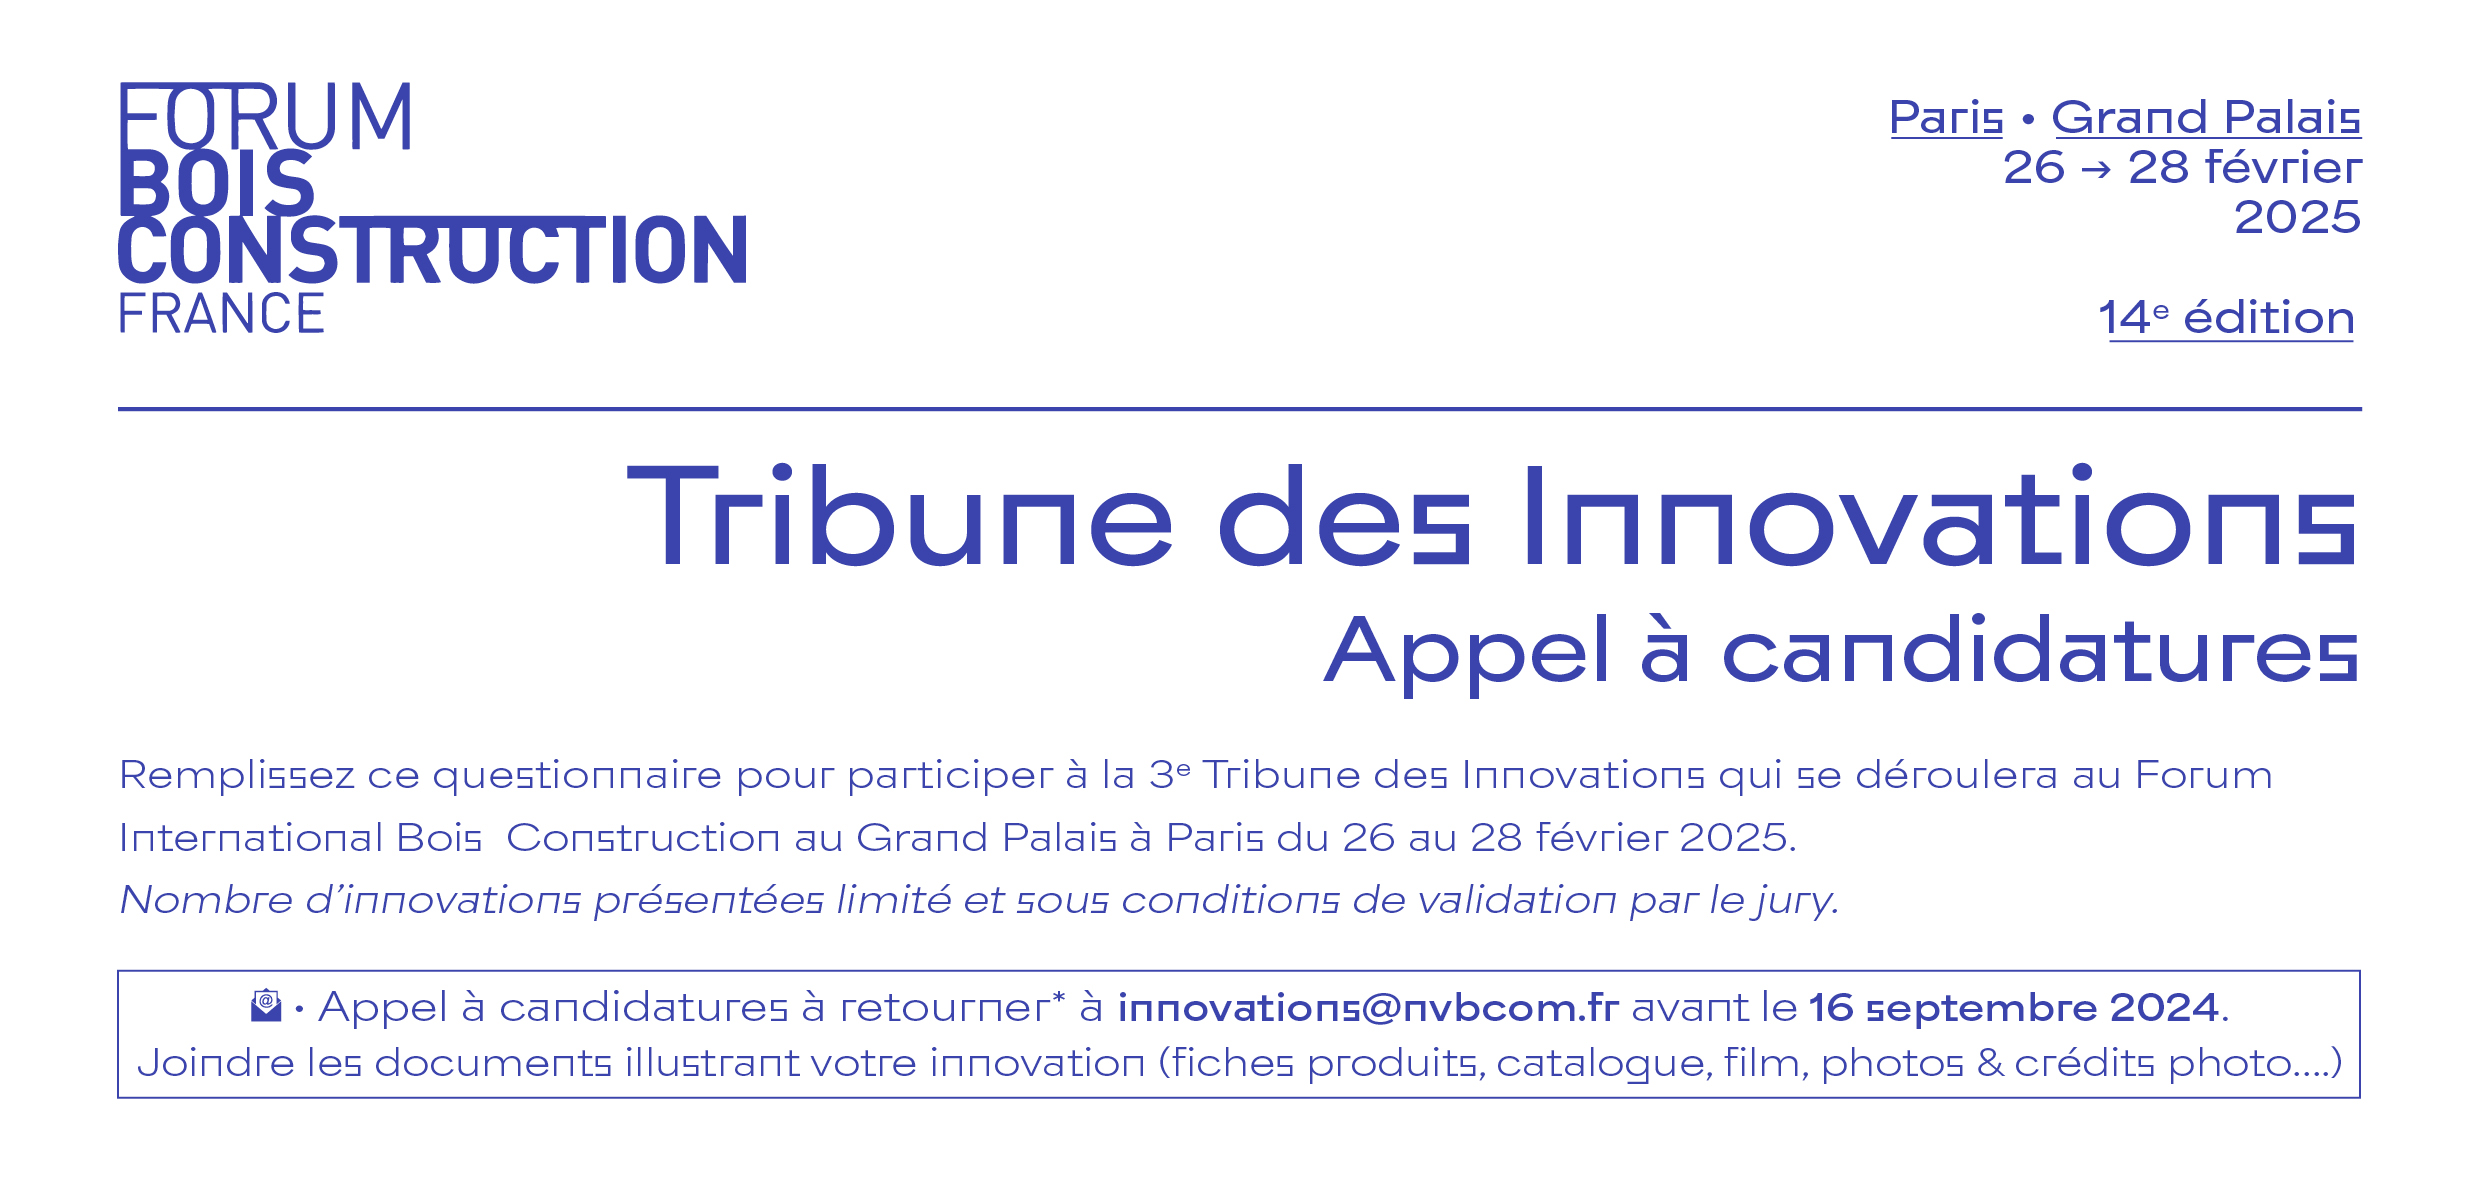 FORUM
BOIS
CONSTRUCTION
FRANCE
Paris • Grand Palais
26 → 28 février
2025
14e édition
Tribune des Innovations
Appel à candidatures
Remplissez ce questionnaire pour participer à la 3e Tribune des Innovations qui se déroulera au Forum
International Bois Construction au Grand Palais à Paris du 26 au 28 février 2025.
Nombre d’innovations présentées limité et sous conditions de validation par le jury.
• Appel à candidatures à retourner* à innovations@nvbcom.fr avant le 16 septembre 2024.
Joindre les documents illustrant votre innovation (fiches produits, catalogue, film, photos & crédits photo....)